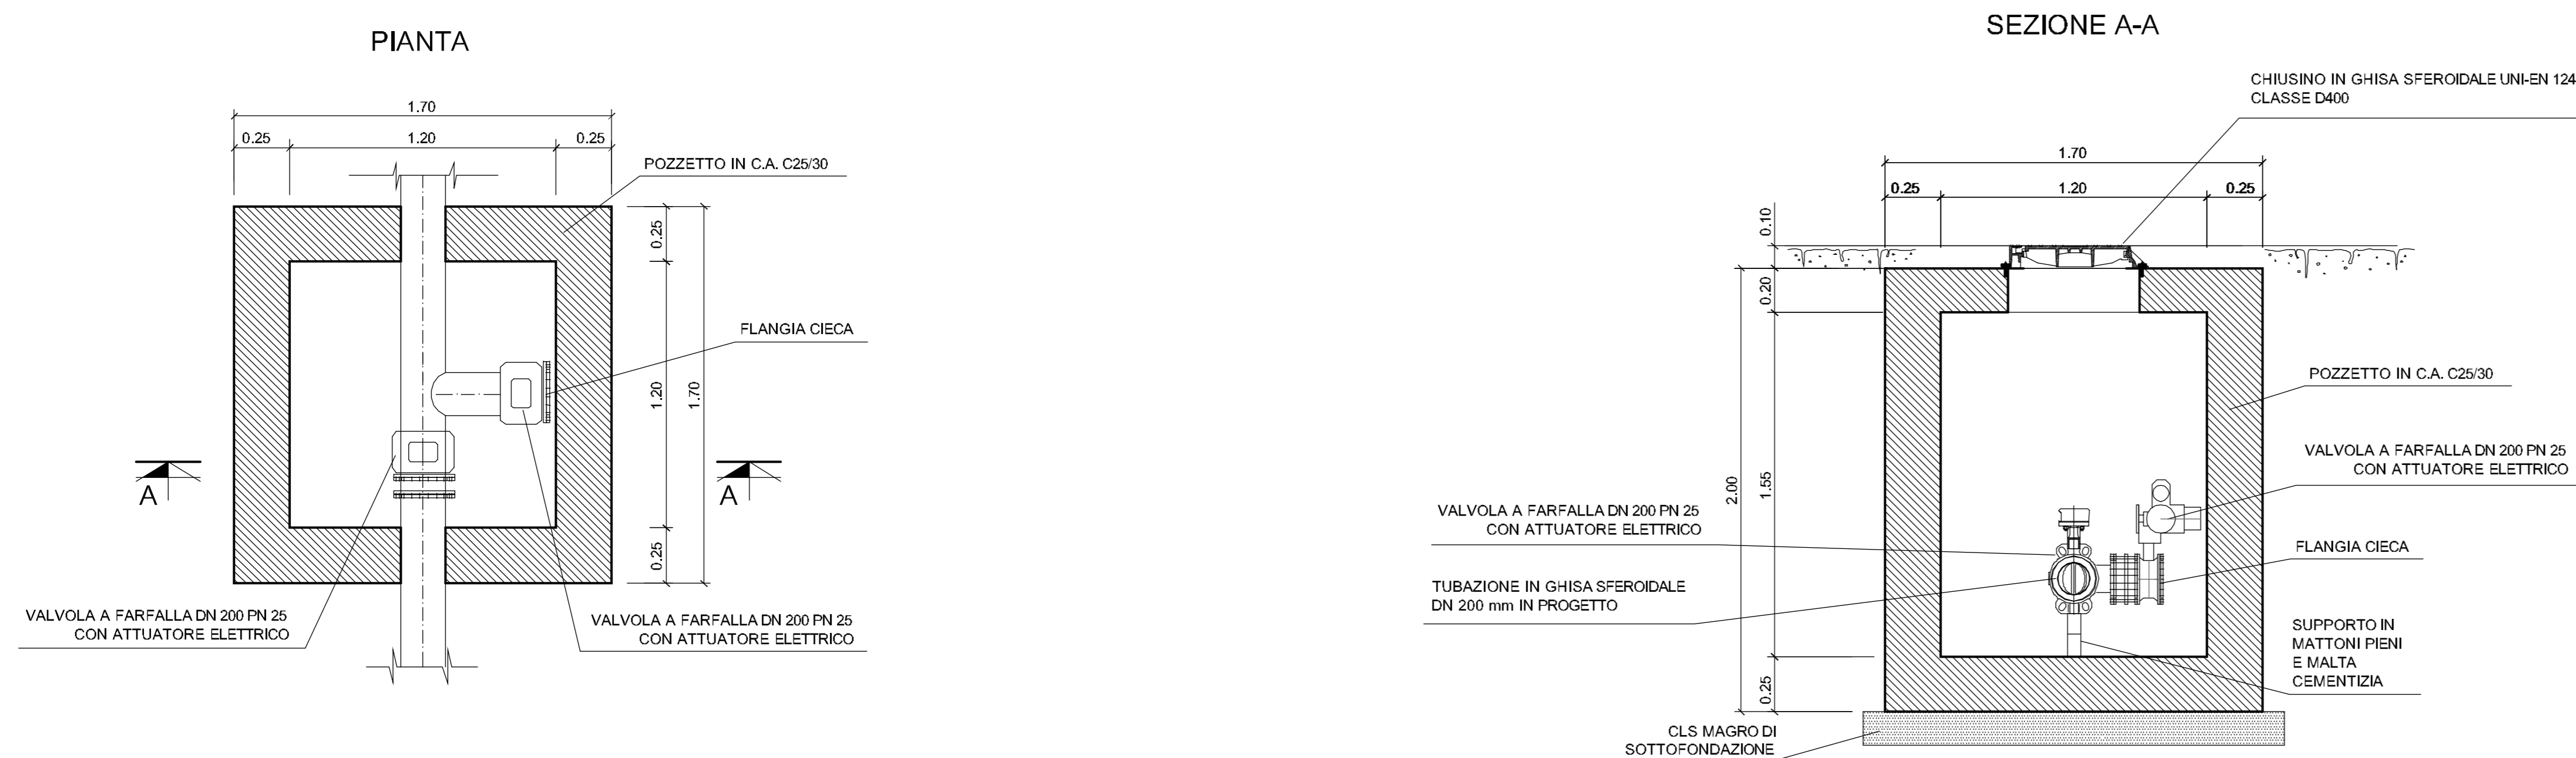 PIANTA
1.70
0.25
1.20
0.25
POZZETTO IN C.A. C25/30
0.25
1.20
1.70
0.25
FLANGIA CIECA
A
A
VALVOLA A FARFALLA DN 200 PN 25
CON ATTUATORE ELETTRICO
VALVOLA A FARFALLA DN 200 PN 25
CON ATTUATORE ELETTRICO
SEZIONE A-A
CHIUSINO IN GHISA SFEROIDALE UNI-EN 124
CLASSE D400
1.70
0.25
1.20
0.25
0.10
0.20
1.55
2.00
0.25
POZZETTO IN C.A. C25/30
VALVOLA A FARFALLA DN 200 PN 25
CON ATTUATORE ELETTRICO
VALVOLA A FARFALLA DN 200 PN 25
CON ATTUATORE ELETTRICO
FLANGIA CIECA
TUBAZIONE IN GHISA SFEROIDALE
DN 200 mm IN PROGETTO
SUPPORTO IN
MATTONI PIENI
E MALTA
CEMENTIZIA
CLS MAGRO DI
SOTTOFONDAZIONE